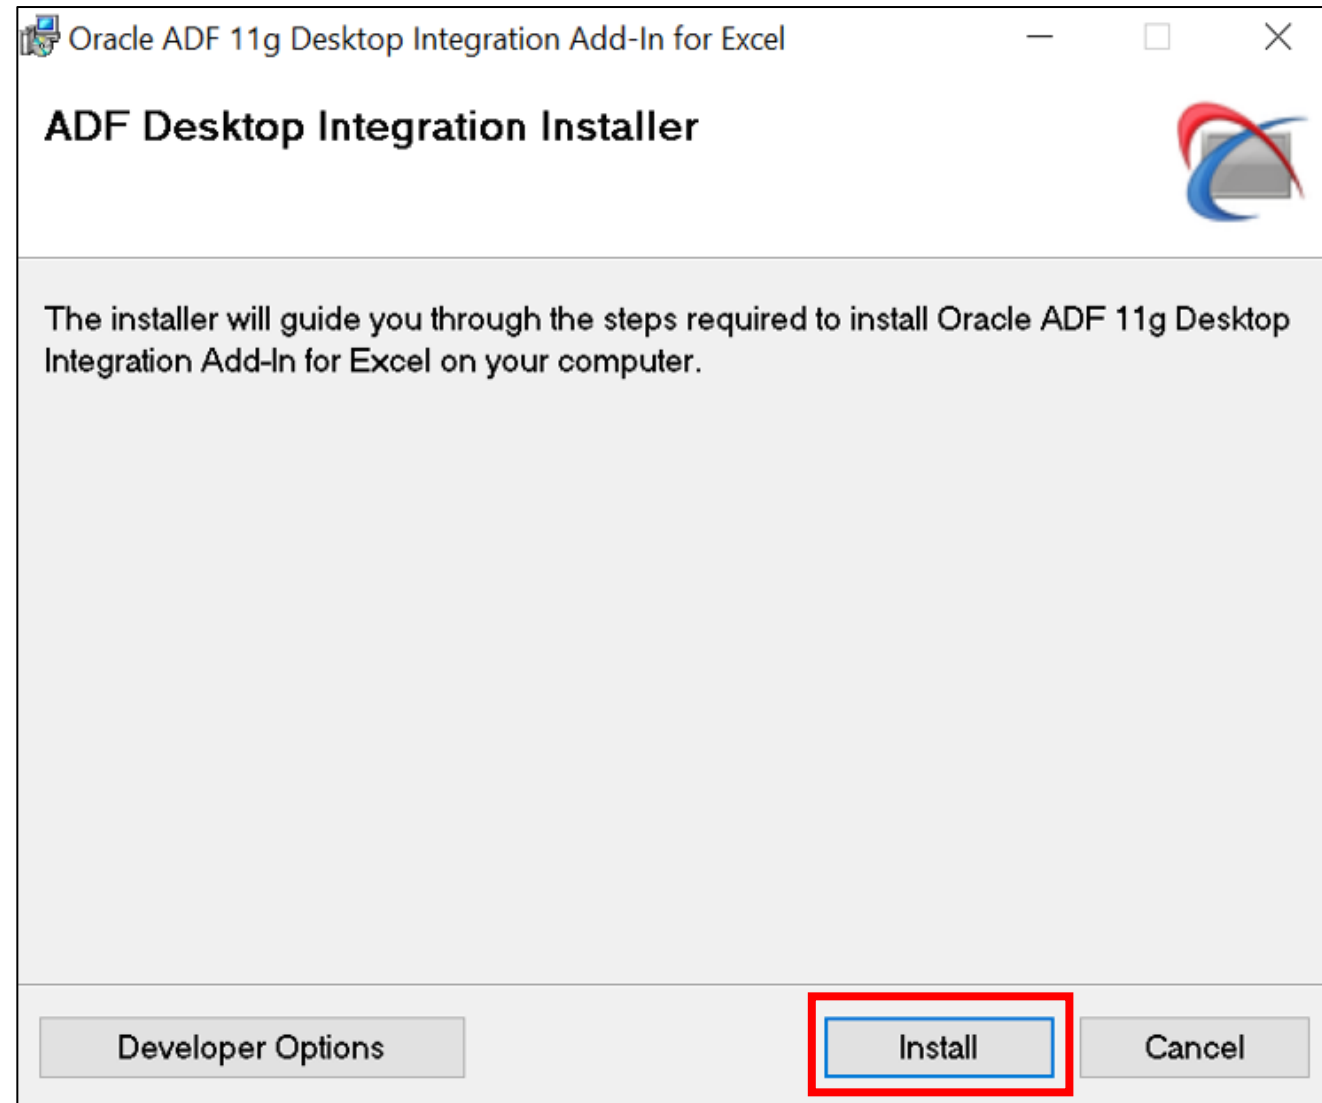 Oracle ADF 11g Desktop Integration Add-In for Excel
ADF Desktop Integration Installer
The installer will guide you through the steps required to install Oracle ADF 11g Desktop
Integration Add-In for Excel on your computer.
Developer Options
Install
Cancel